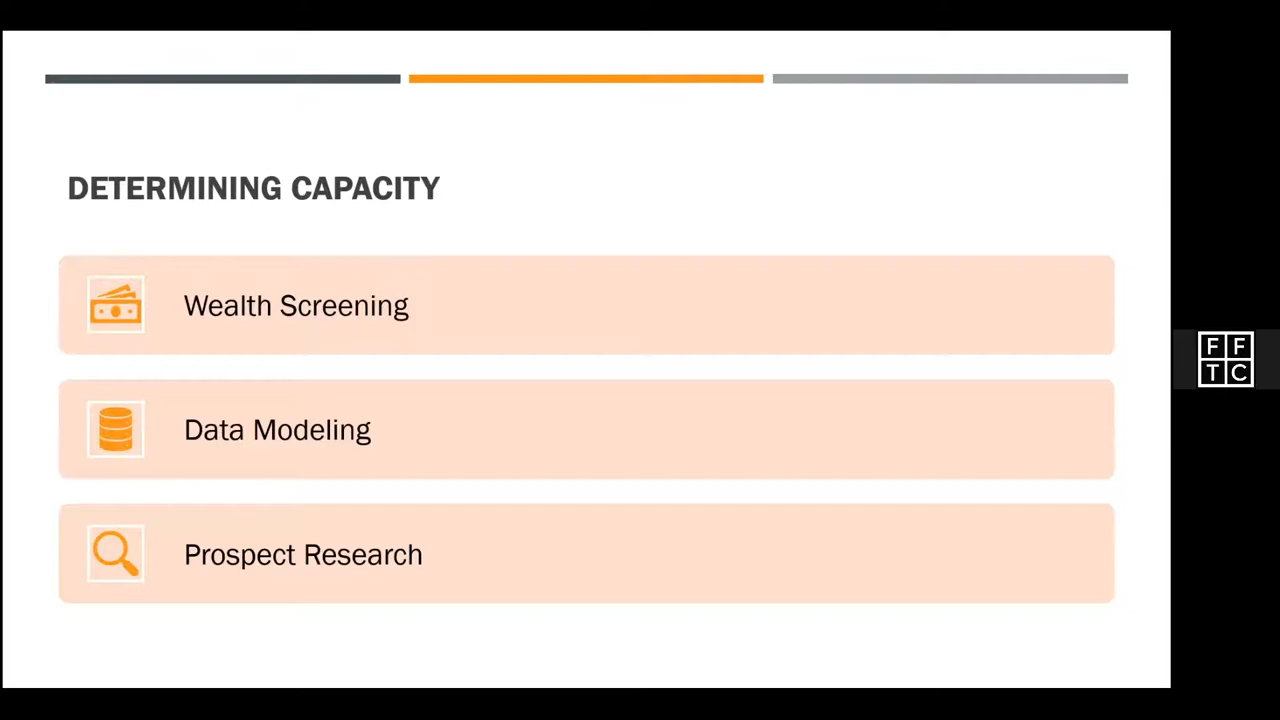 DETERMINING CAPACITY
Wealth Screening
Data Modeling
Prospect Research
F F
T C